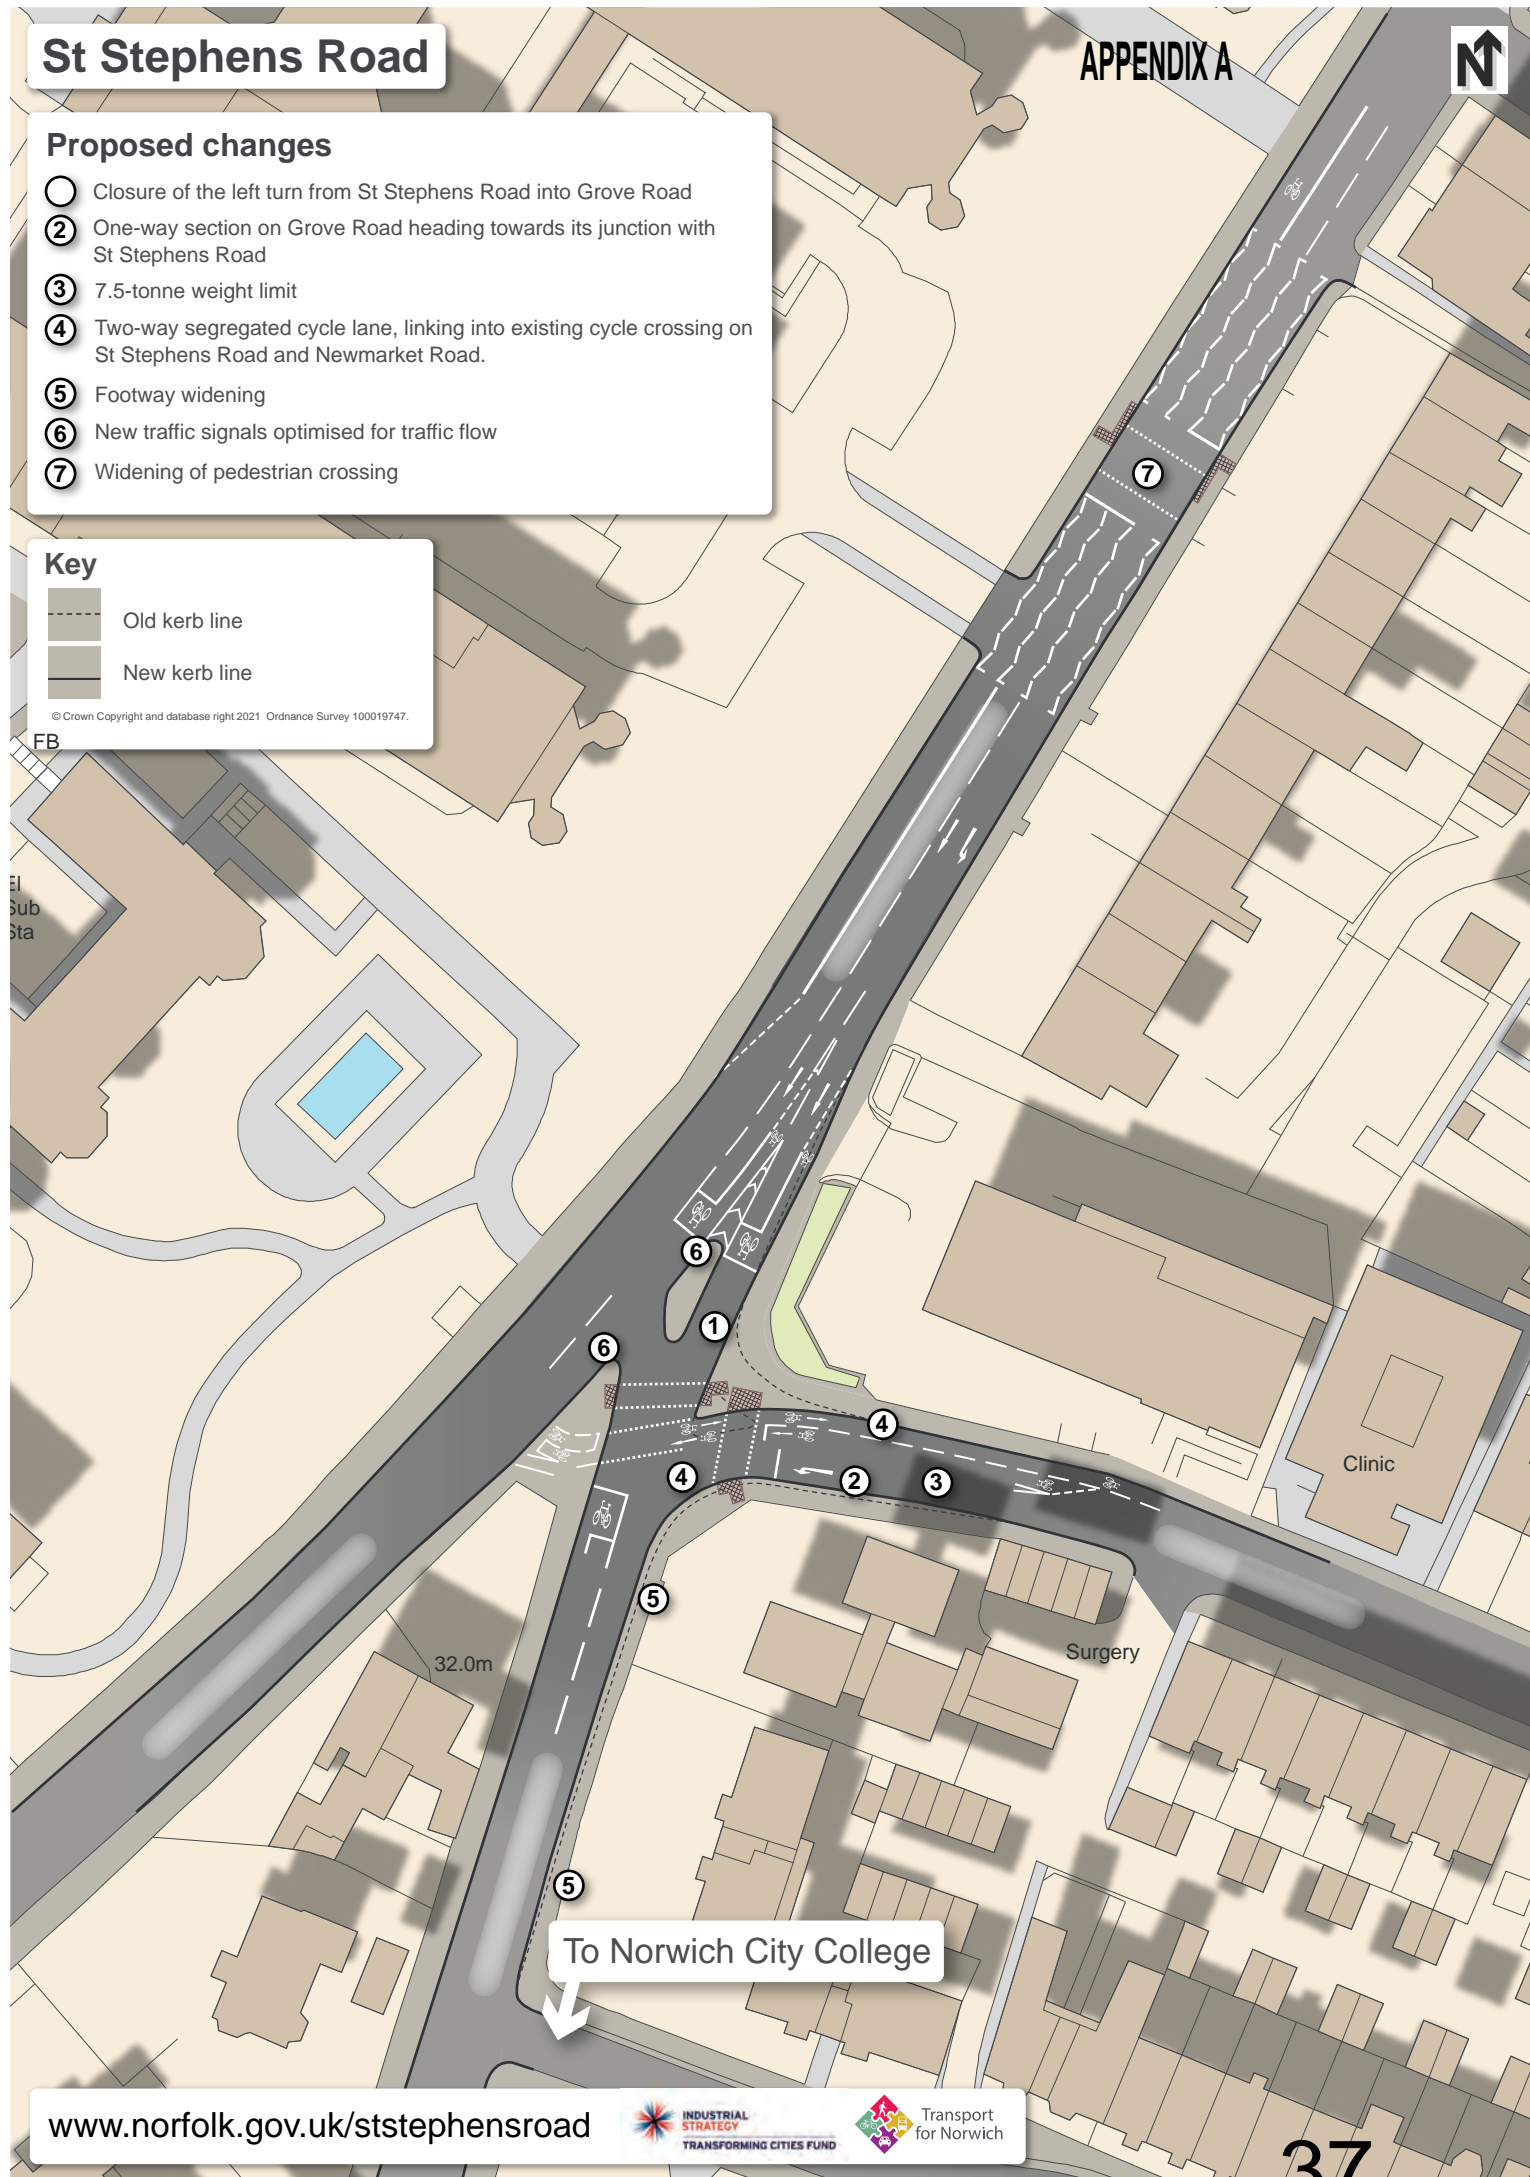 St Stephens Road
APPENDIX A
N
Proposed changes
Closure of the left turn from St Stephens Road into Grove Road
2 One-way section on Grove Road heading towards its junction with
St Stephens Road
3 7.5-tonne weight limit
4 Two-way segregated cycle lane, linking into existing cycle crossing on
St Stephens Road and Newmarket Road.
5 Footway widening
6 New traffic signals optimised for traffic flow
7 Widening of pedestrian crossing
Key
Old kerb line
New kerb line
© Crown Copyright and database right 2021 Ordnance Survey 100019747.
FB
El
Sub
Sta
7
6
1
6
4
4
2
3
Clinic
5
Surgery
32.0m
5
To Norwich City College
www.norfolk.gov.uk/ststephensroad
INDUSTRIAL
STRATEGY
TRANSFORMING CITIES FUND
Transport
for Norwich
37